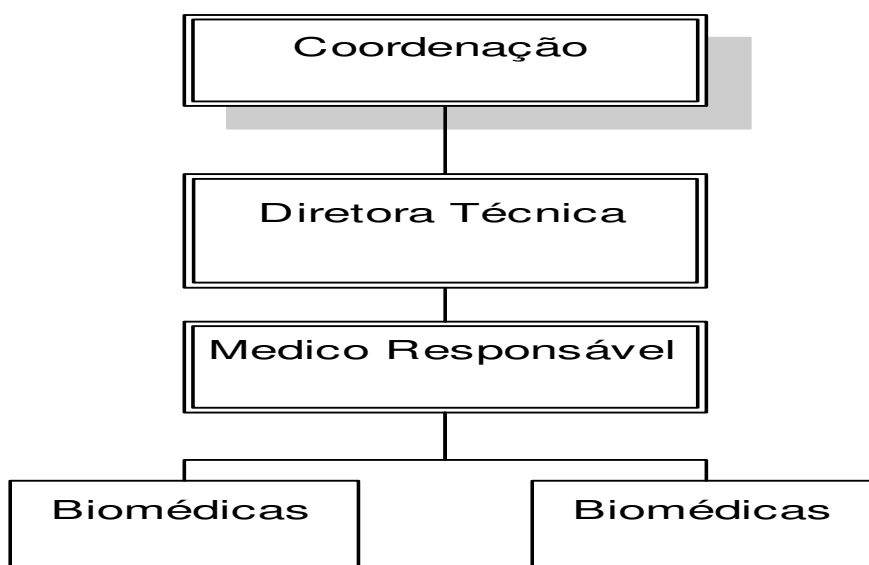 Coordenação
Diretora Técnica
Medico Responsável
Biomédicas
Biomédicas